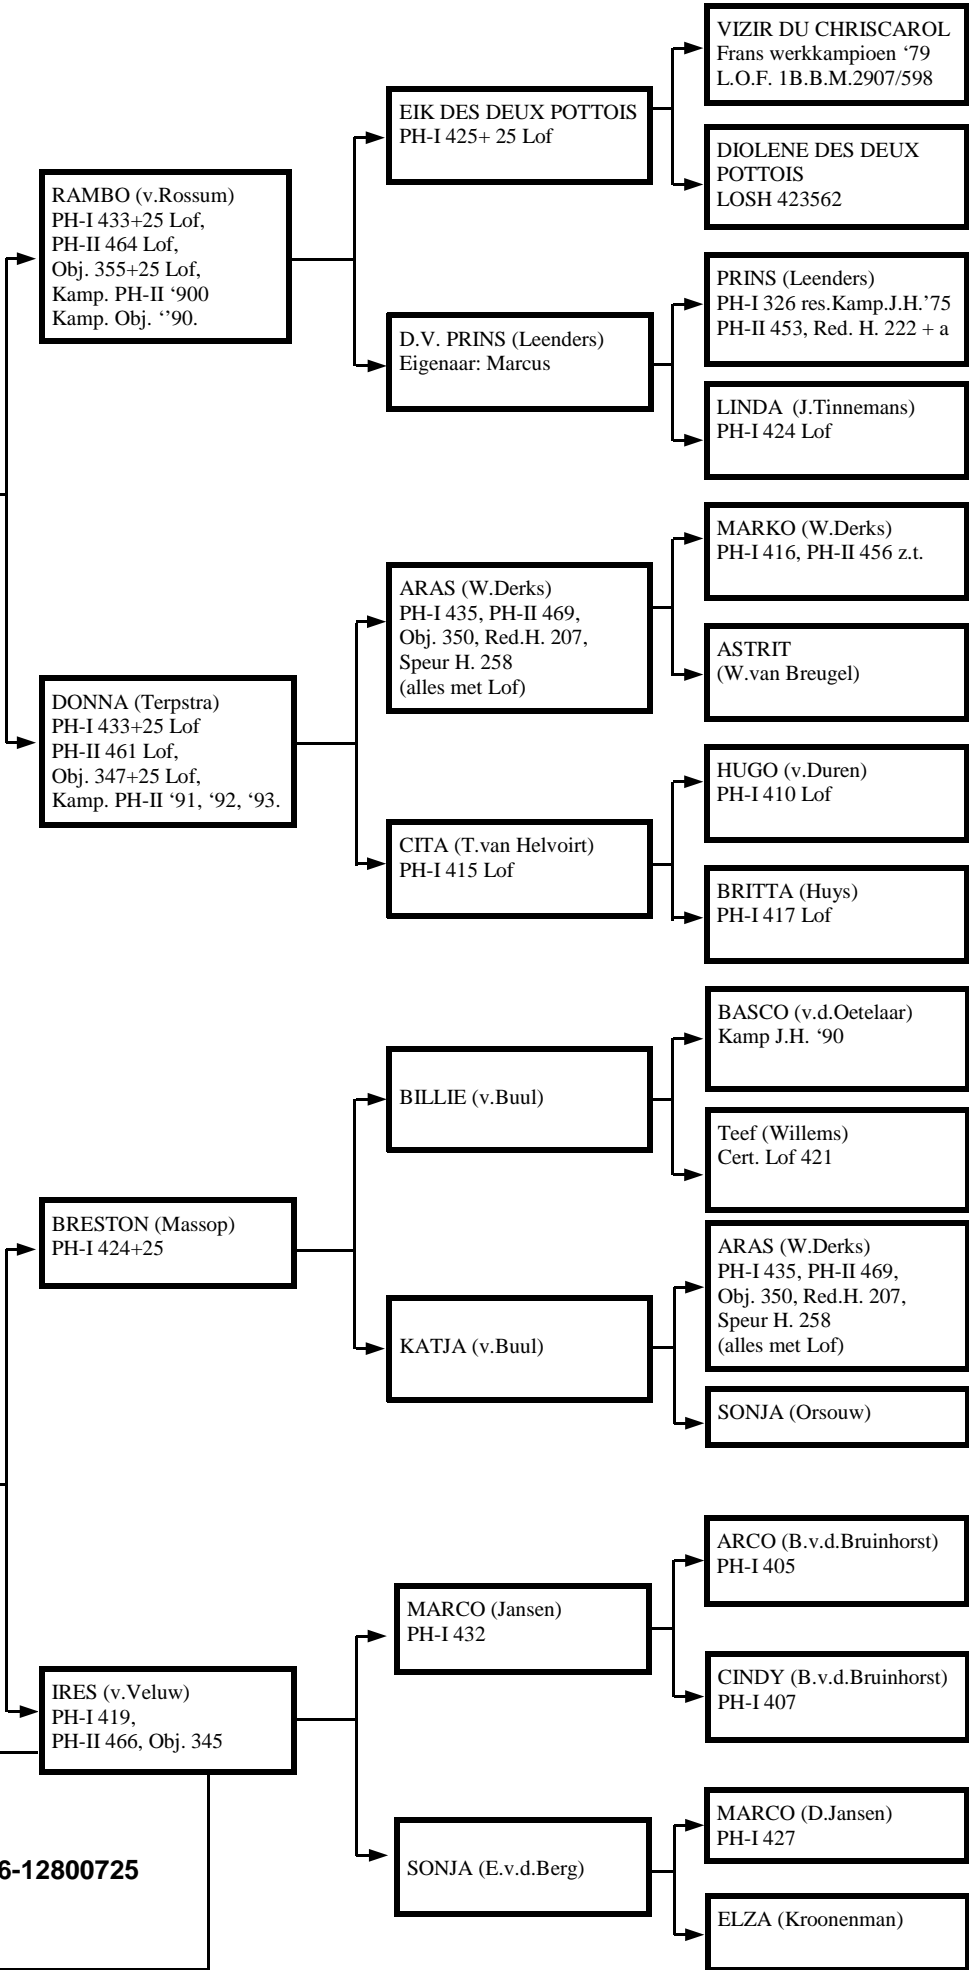 VIZIR DU CHRISCAROL
Frans werkkampioen ‘79
L.O.F. 1B.B.M.2907/598
EIK DES DEUX POTTOIS
PH-I 425+ 25 Lof
DIOLENE DES DEUX
POTTOIS
LOSH 423562
RAMBO (v.Rossum)
PH-I 433+25 Lof,
PH-II 464 Lof,
Obj. 355+25 Lof,
Kamp. PH-II ‘900
Kamp. Obj. ‘’90.
PRINS (Leenders)
PH-I 326 res.Kamp.J.H.’75
PH-II 453, Red. H. 222 + a
D.V. PRINS (Leenders)
Eigenaar: Marcus
LINDA (J.Tinnemans)
PH-I 424 Lof
MARKO (W.Derks)
PH-I 416, PH-II 456 z.t.
ARAS (W.Derks)
PH-I 435, PH-II 469,
Obj. 350, Red.H. 207,
Speur H. 258
(alles met Lof)
ASTRIT
(W.van Breugel)
DONNA (Terpstra)
PH-I 433+25 Lof
PH-II 461 Lof,
Obj. 347+25 Lof,
Kamp. PH-II ‘91, ‘92, ‘93.
HUGO (v.Duren)
PH-I 410 Lof
CITA (T.van Helvoirt)
PH-I 415 Lof
BRITTA (Huys)
PH-I 417 Lof
BASCO (v.d.Oetelaar)
Kamp J.H. ‘90
BILLIE (v.Buul)
Teef (Willems)
Cert. Lof 421
BRESTON (Massop)
PH-I 424+25
ARAS (W.Derks)
PH-I 435, PH-II 469,
Obj. 350, Red.H. 207,
Speur H. 258
(alles met Lof)
KATJA (v.Buul)
SONJA (Orsouw)
ARCO (B.v.d.Bruinhorst)
PH-I 405
MARCO (Jansen)
PH-I 432
CINDY (B.v.d.Bruinhorst)
PH-I 407
IRES (v.Veluw)
PH-I 419,
PH-II 466, Obj. 345
MARCO (D.Jansen)
PH-I 427
SONJA (E.v.d.Berg)
6-12800725
ELZA (Kroonenman)